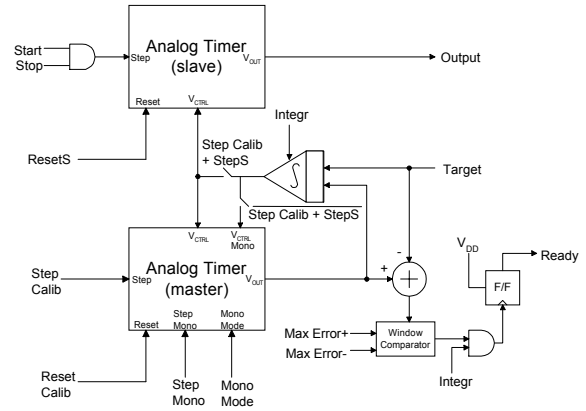 Start
Stop
Step
Analog Timer
(slave)
VOUT
Output
Reset
VCTRL
ResetS
Integr
Step Calib
+ StepS
∫
Target
Step Calib + StepS
VCTRL
VCTRL
Mono
Step
Calib
Step
Analog Timer
(master)
VOUT
+
-
+
VDD
F/F
Ready
Reset
Step
Mono
Mono
Mode
Max Error+
Max Error-
Window
Comparator
Reset
Calib
Step
Mono
Mono
Mode
Integr